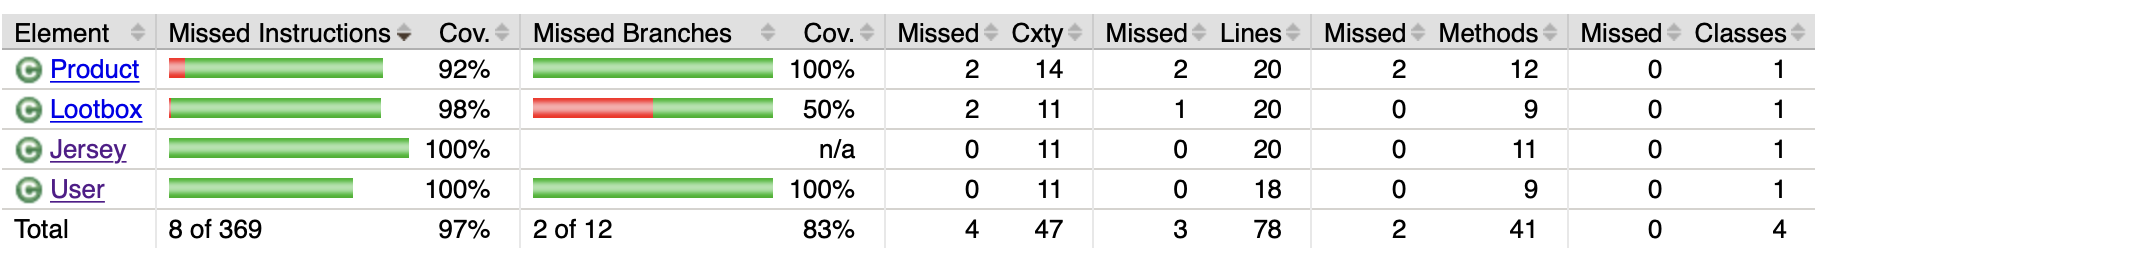 Element Missed Instructions Cov. Missed Branches Cov. Missed Cxty Missed Lines Missed Methods Missed Classes
C Product 92% 100% 2 14 2 20 2 12 0 1
C Lootbox 98% 50% 2 11 1 20 0 9 0 1
C Jersey 100% n/a 0 11 0 20 0 11 0 1
C User 100% 100% 0 11 0 18 0 9 0 1
Total 8 of 369 97% 2 of 12 83% 4 47 3 78 2 41 0 4